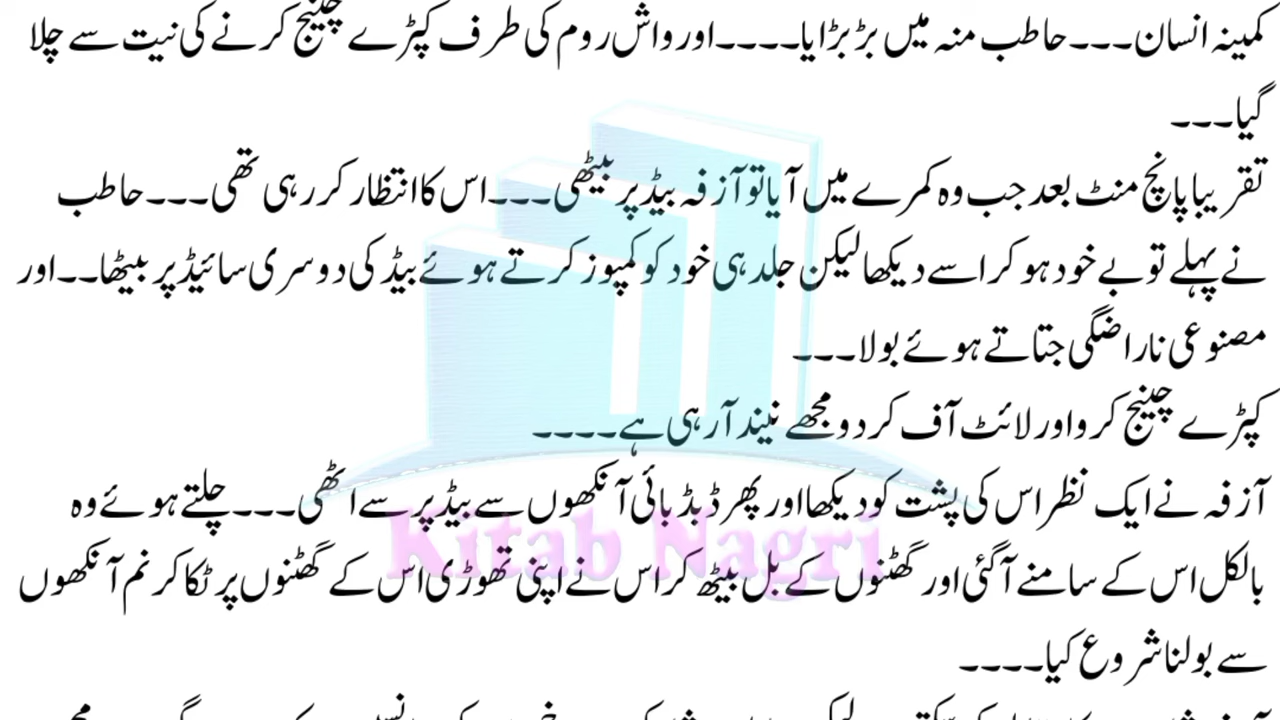 کمینہ انسان۔۔۔ حاطب منہ میں بڑبڑایا۔۔۔۔ اور واش روم کی طرف کپڑے چینج کرنے کی نیت سے چلا
گیا۔۔۔
تقریبا پانچ منٹ بعد جب وہ کمرے میں آیا تو آزفہ بیڈ پر بیٹھی۔۔۔ اس کا انتظار کر رہی تھی۔۔۔ حاطب
نے پہلے تو بے خود ہو کر اسے دیکھا لیکن جلد ہی خود کو کمپوز کرتے ہوئے بیڈ کی دوسری سائیڈ پر بیٹھا۔۔ اور
مصنوعی ناراضگی جتاتے ہوئے بولا۔۔۔
کپڑے چینج کرو اور لائٹ آف کر دو مجھے نیند آرہی ہے۔۔۔۔
آزفہ نے ایک نظر اس کی پشت کو دیکھا اور پھر ڈبڈبائی آنکھوں سے بیڈ پر سے اٹھی۔۔۔ چلتے ہوئے وہ
بالکل اس کے سامنے آگئی اور گھٹنوں کے بل بیٹھ کر اس نے اپنی تھوڑی اس کے گھٹنوں پر ٹکا کر نم آنکھوں
سے بولنا شروع کیا۔۔۔۔
Kitab Nagri